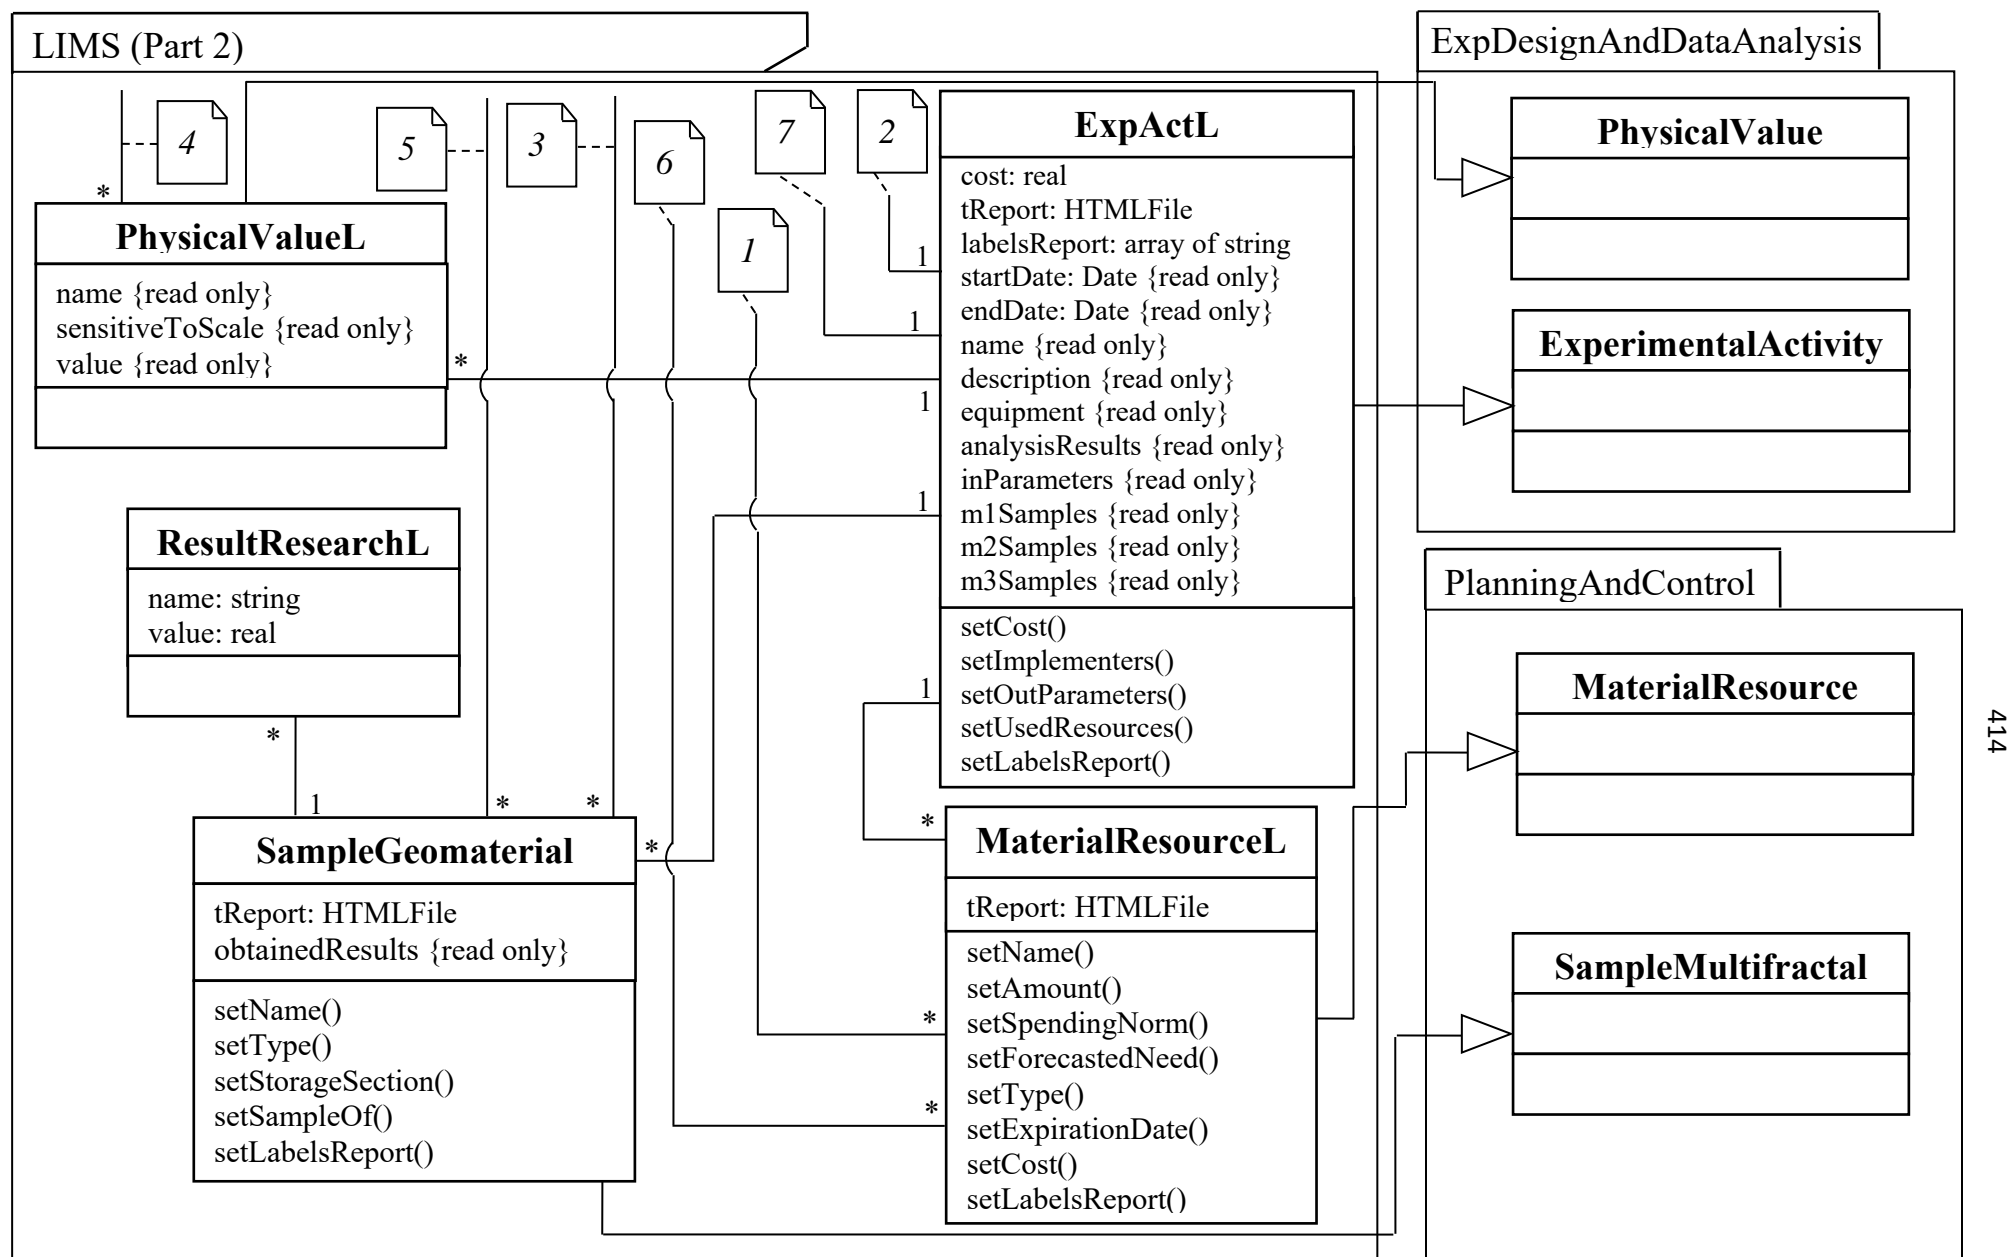 LIMS (Part 2)
ExpDesignAndDataAnalysis
4
5
3
6
7
2
1
*
PhysicalValueL
name {read only}
sensitiveToScale {read only}
value {read only}
*
ExpActL
cost: real
tReport: HTMLFile
labelsReport: array of string
startDate: Date {read only}
endDate: Date {read only}
name {read only}
description {read only}
equipment {read only}
analysisResults {read only}
inParameters {read only}
m1Samples {read only}
m2Samples {read only}
m3Samples {read only}
setCost()
setImplementers()
setOutParameters()
setUsedResources()
setLabelsReport()
1
1
1
1
1
PhysicalValue
ExperimentalActivity
ResultResearchL
name: string
value: real
*
1
*
*
*
SampleGeomaterial
tReport: HTMLFile
obtainedResults {read only}
setName()
setType()
setStorageSection()
setSampleOf()
setLabelsReport()
*
*
*
MaterialResourceL
tReport: HTMLFile
setName()
setAmount()
setSpendingNorm()
setForecastedNeed()
setType()
setExpirationDate()
setCost()
setLabelsReport()
PlanningAndControl
MaterialResource
SampleMultifractal
414